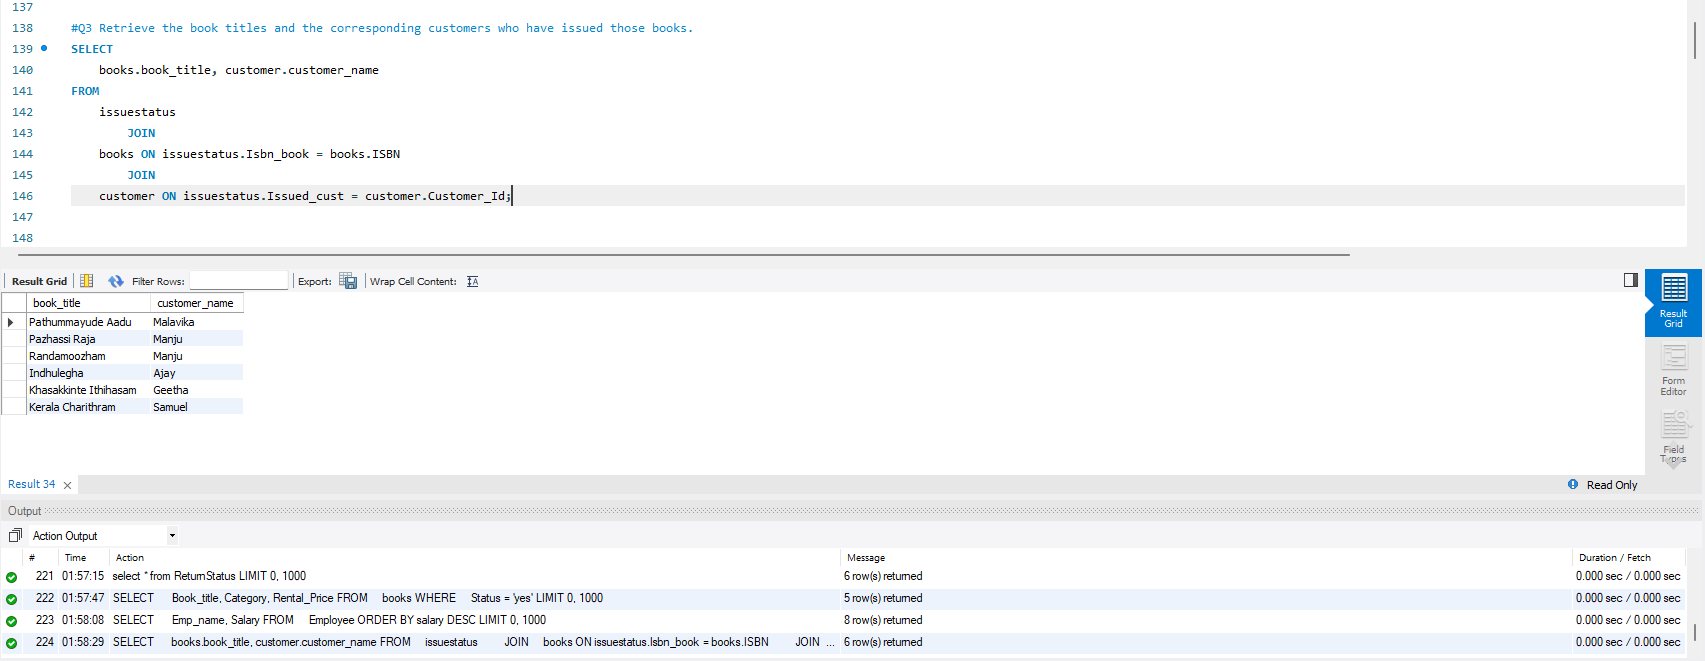 137
138 #Q3 Retrieve the book titles and the corresponding customers who have issued those books.
139 SELECT
140 books.book_title, customer.customer_name
141 FROM
142 issuestatus
143 JOIN
144 books ON issuestatus.Isbn_book = books.ISBN
145 JOIN
146 customer ON issuestatus.Issued_cust = customer.Customer_Id;
147
148
Result Grid Filter Rows: Export: Wrap Cell Content:
book_title customer_name
Pathummayude Aadu Malavika
Pazhassi Raja Manju
Randamoozham Manju
Indhulegha Ajay
Khasakkinte Ithihasam Geetha
Kerala Charithram Samuel
Result
Grid
Form
Editor
Field
Types
Result 34 Read Only
Output
Action Output
# Time Action Message Duration / Fetch
221 01:57:15 select * from ReturnStatus LIMIT 0, 1000 6 row(s) returned 0.000 sec / 0.000 sec
222 01:57:47 SELECT Book_title, Category, Rental_Price FROM books WHERE Status = 'yes' LIMIT 0, 1000 5 row(s) returned 0.000 sec / 0.000 sec
223 01:58:08 SELECT Emp_name, Salary FROM Employee ORDER BY salary DESC LIMIT 0, 1000 8 row(s) returned 0.000 sec / 0.000 sec
224 01:58:29 SELECT books.book_title, customer.customer_name FROM issuestatus JOIN books ON issuestatus.Isbn_book = books.ISBN JOIN ... 6 row(s) returned 0.000 sec / 0.000 sec